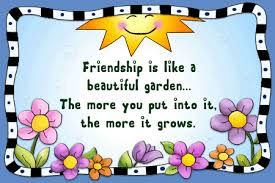 Friendship is like a
beautiful garden...
The more you put into it,
the more it grows.